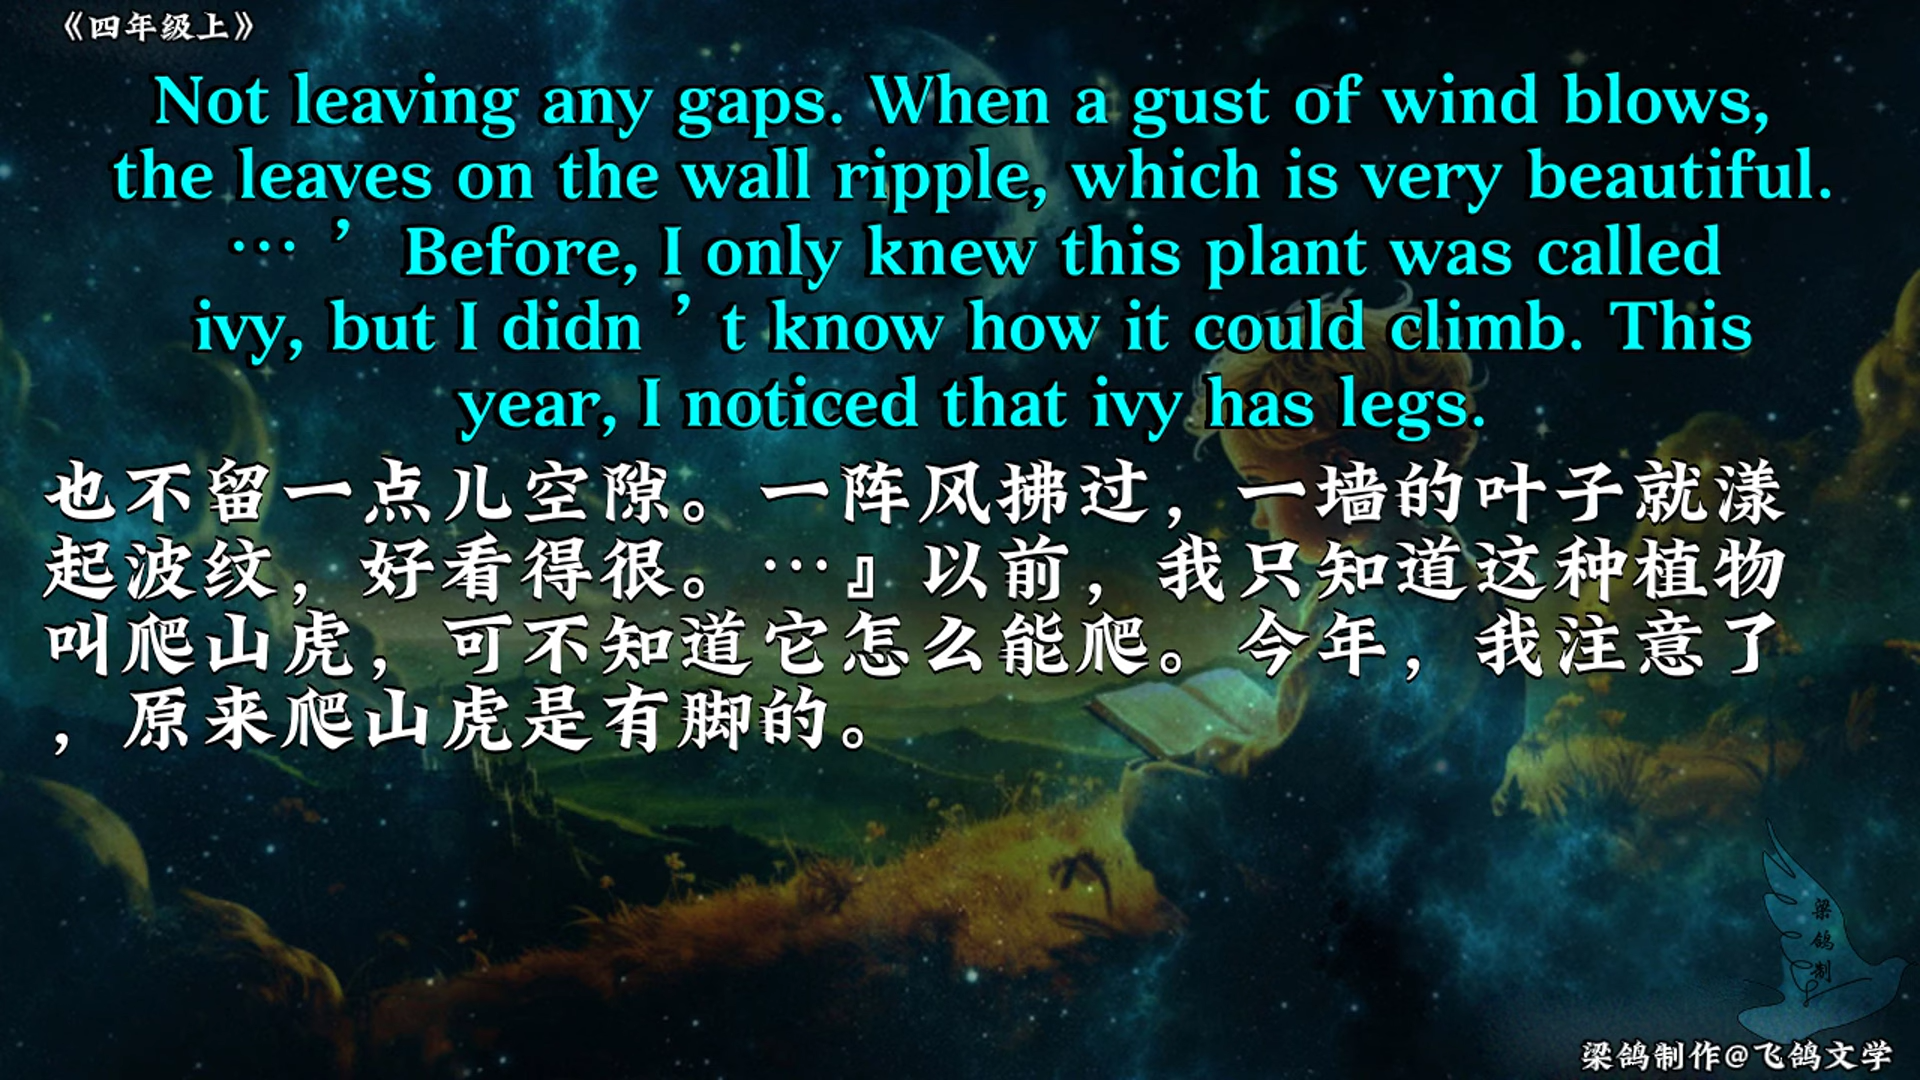 《四年级上》
Not leaving any gaps. When a gust of wind blows,
the leaves on the wall ripple, which is very beautiful.
…’ Before, I only knew this plant was called
ivy, but I didn’t know how it could climb. This
year, I noticed that ivy has legs.
也不留一点儿空隙。一阵风拂过，一墙的叶子就漾
起波纹，好看得很。…』以前，我只知道这种植物
叫爬山虎，可不知道它怎么能爬。今年，我注意了
，原来爬山虎是有脚的。
梁
鸽
制
梁鸽制作@飞鸽文学